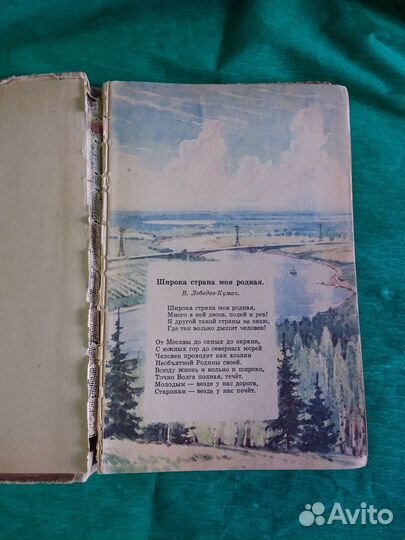 Широка страна моя родная.
В. Лебедев-Кумач.
Широка страна моя родная,
Много в ней лесов, полей и рек!
Я другой такой страны не знаю,
Где так вольно дышит человек!
От Москвы до самых до окраин,
С южных гор до северных морей
Человек проходит как хозяин
Необъятной Родины своей.
Всюду жизнь и вольно и широко,
Точно Волга полная, течёт.
Молодым — везде у нас дорога,
Старикам — везде у нас почёт.
Avito